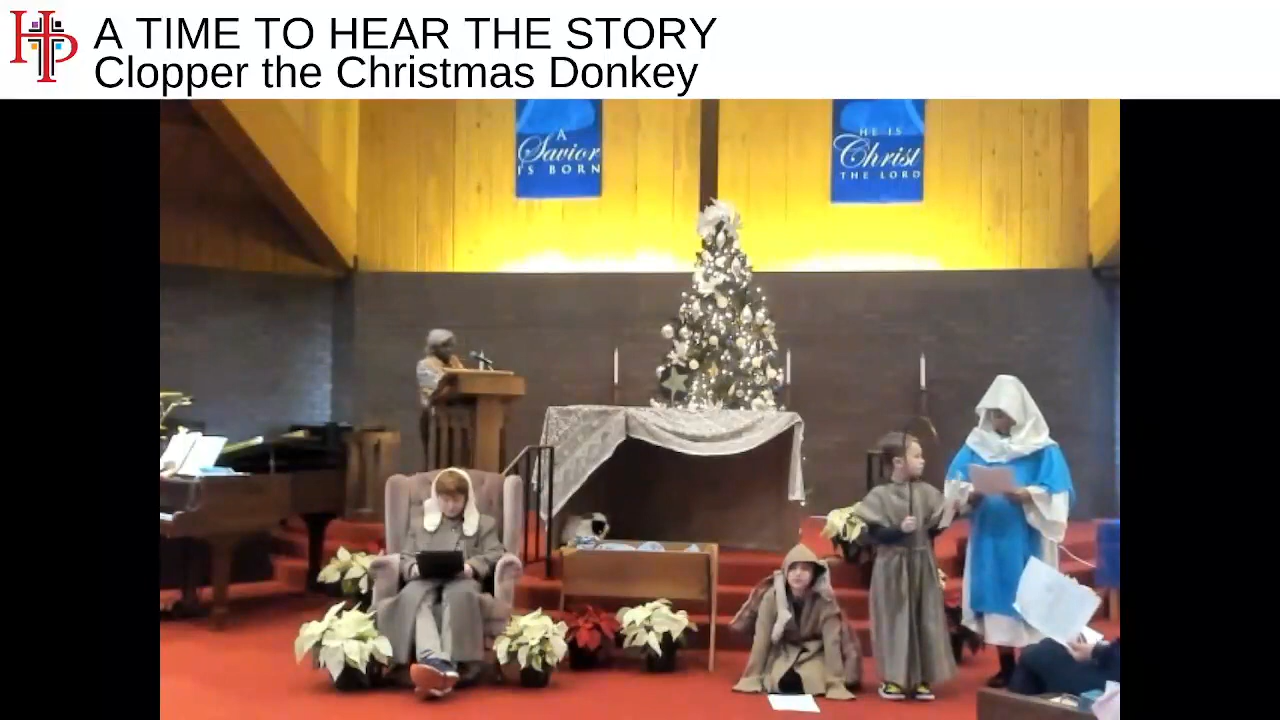 A TIME TO HEAR THE STORY
Clopper the Christmas Donkey
A
Savior
IS BORN
HE IS
Christ
THE LORD